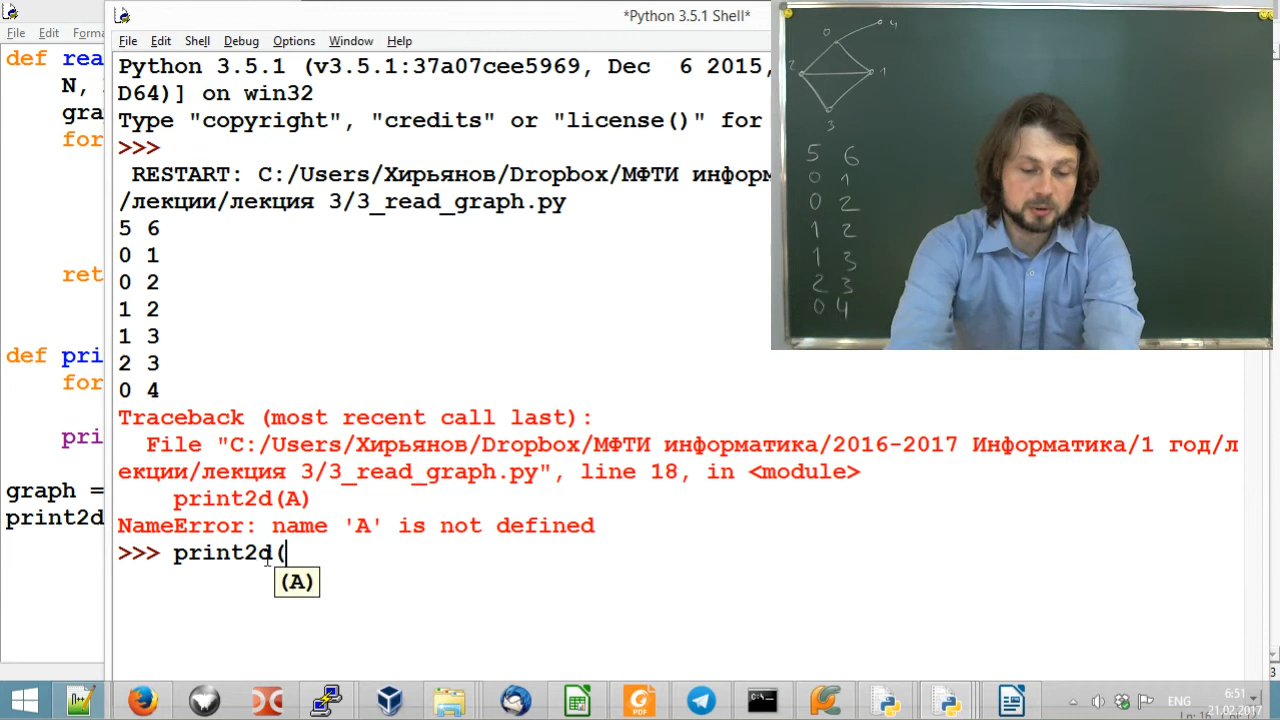 *Python 3.5.1 Shell*
File Edit Forma
File Edit Shell Debug Options Window Help
def rea
N,
gra
for
ret
def pri
for
pri
graph =
print2d
Python 3.5.1 (v3.5.1:37a07cee5969, Dec 6 2015,
D64)] on win32
Type "copyright", "credits" or "license()" for
>>>
RESTART: C:/Users/Хирьянов/Dropbox/МФТИ информ
/лекции/лекция 3/3_read_graph.py
5 6
0 1
0 2
1 2
1 3
2 3
0 4
Traceback (most recent call last):
File "C:/Users/Хирьянов/Dropbox/МФТИ информатика/2016-2017 Информатика/1 год/л
екции/лекция 3/3_read_graph.py", line 18, in <module>
print2d(A)
NameError: name 'A' is not defined
>>> print2d(
(A)
0
4
2
1
3
5 6
0 1
0 2
1 2
1 3
2 3
0 4
PDF
C:\
ENG
6:51
21.02.2017